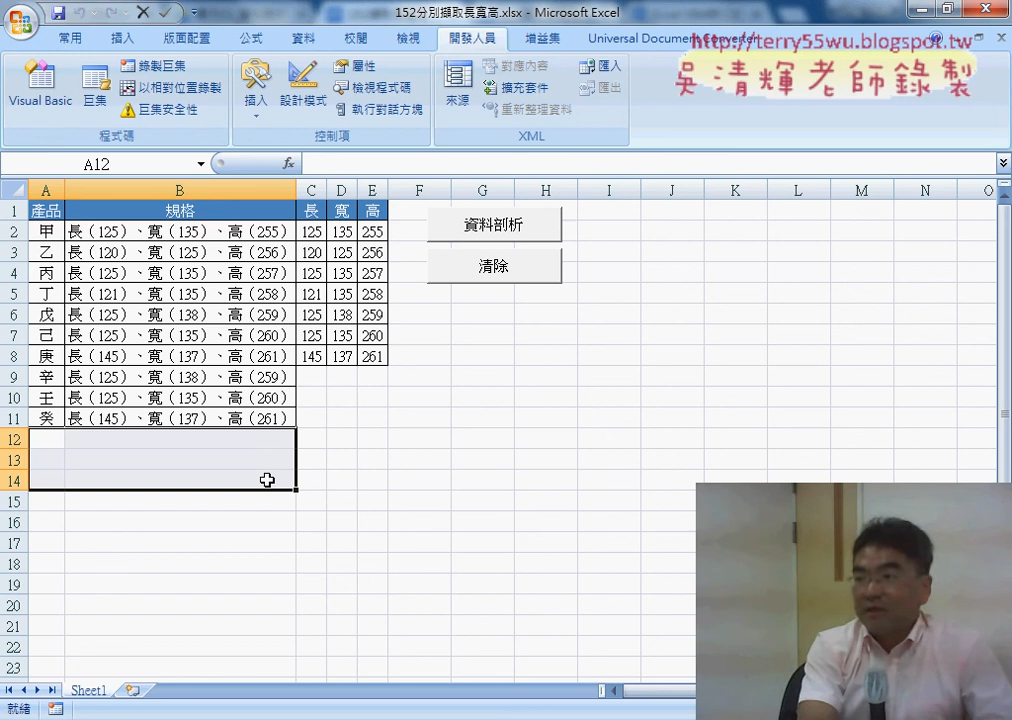 152分別擷取長寬高.xlsx - Microsoft Excel
常用 插入 版面配置 公式 資料 校閱 檢視 開發人員 增益集 Universal Document Converter
http://terry55wu.blogspot.tw
吳清輝老師錄製
Visual Basic 巨集 錄製巨集 以相對位置錄製 巨集安全性
插入 設計模式 屬性 檢視程式碼 執行對話方塊
來源 對應內容 擴充套件 重新整理資料 匯入 匯出
程式碼 控制項 XML
A12 fx
A B C D E F G H I J K L M N O
1 產品 規格 長 寬 高
2 甲 長（125）、寬（135）、高（255） 125 135 255
3 乙 長（120）、寬（125）、高（256） 120 125 256
4 丙 長（125）、寬（135）、高（257） 125 135 257
5 丁 長（121）、寬（135）、高（258） 121 135 258
6 戊 長（125）、寬（138）、高（259） 125 138 259
7 己 長（125）、寬（135）、高（260） 125 135 260
8 庚 長（145）、寬（137）、高（261） 145 137 261
9 辛 長（125）、寬（138）、高（259）
10 壬 長（125）、寬（135）、高（260）
11 癸 長（145）、寬（137）、高（261）
資料剖析
清除
12
13
14
15
16
17
18
19
20
21
22
23
Sheet1
就緒